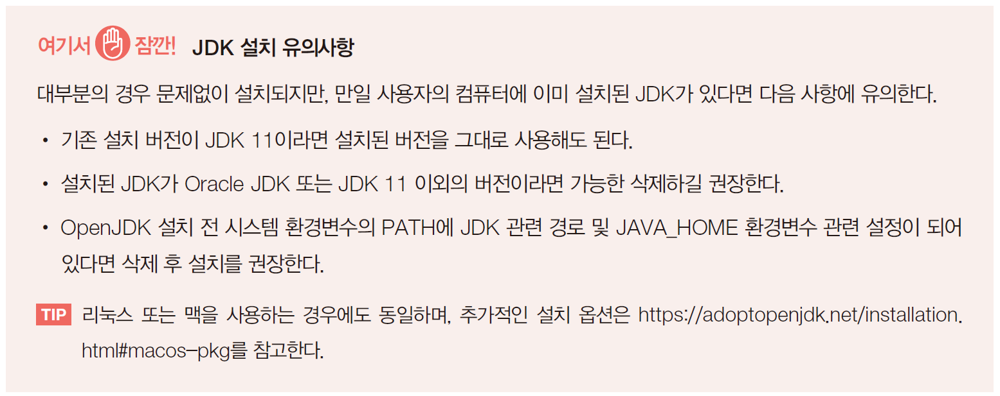 여기서 잠깐! JDK 설치 유의사항
대부분의 경우 문제없이 설치되지만, 만일 사용자의 컴퓨터에 이미 설치된 JDK가 있다면 다음 사항에 유의한다.
• 기존 설치 버전이 JDK 11이라면 설치된 버전을 그대로 사용해도 된다.
• 설치된 JDK가 Oracle JDK 또는 JDK 11 이외의 버전이라면 가능한 삭제하길 권장한다.
• OpenJDK 설치 전 시스템 환경변수의 PATH에 JDK 관련 경로 및 JAVA_HOME 환경변수 관련 설정이 되어
있다면 삭제 후 설치를 권장한다.
TIP 리눅스 또는 맥을 사용하는 경우에도 동일하며, 추가적인 설치 옵션은 https://adoptopenjdk.net/installation.
html#macos-pkg를 참고한다.